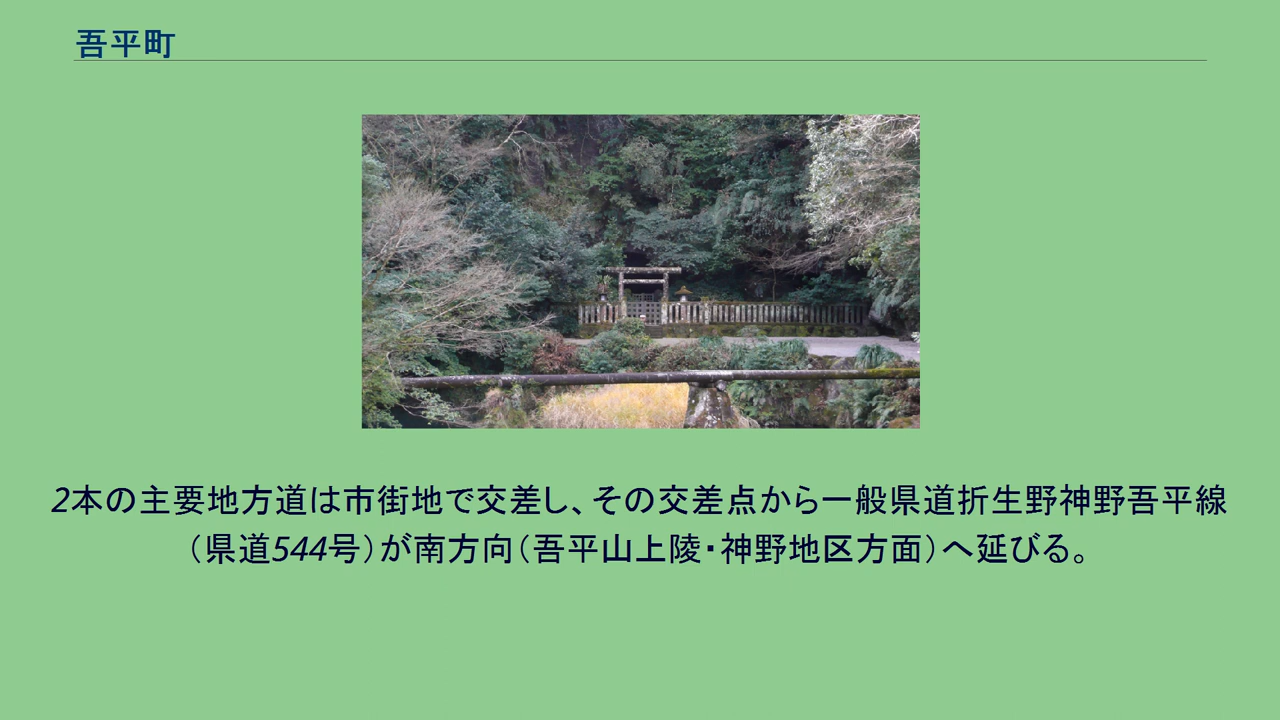 吾平町
2本の主要地方道は市街地で交差し、その交差点から一般県道折生野神野吾平線
（県道544号）が南方向（吾平山上陵・神野地区方面）へ延びる。